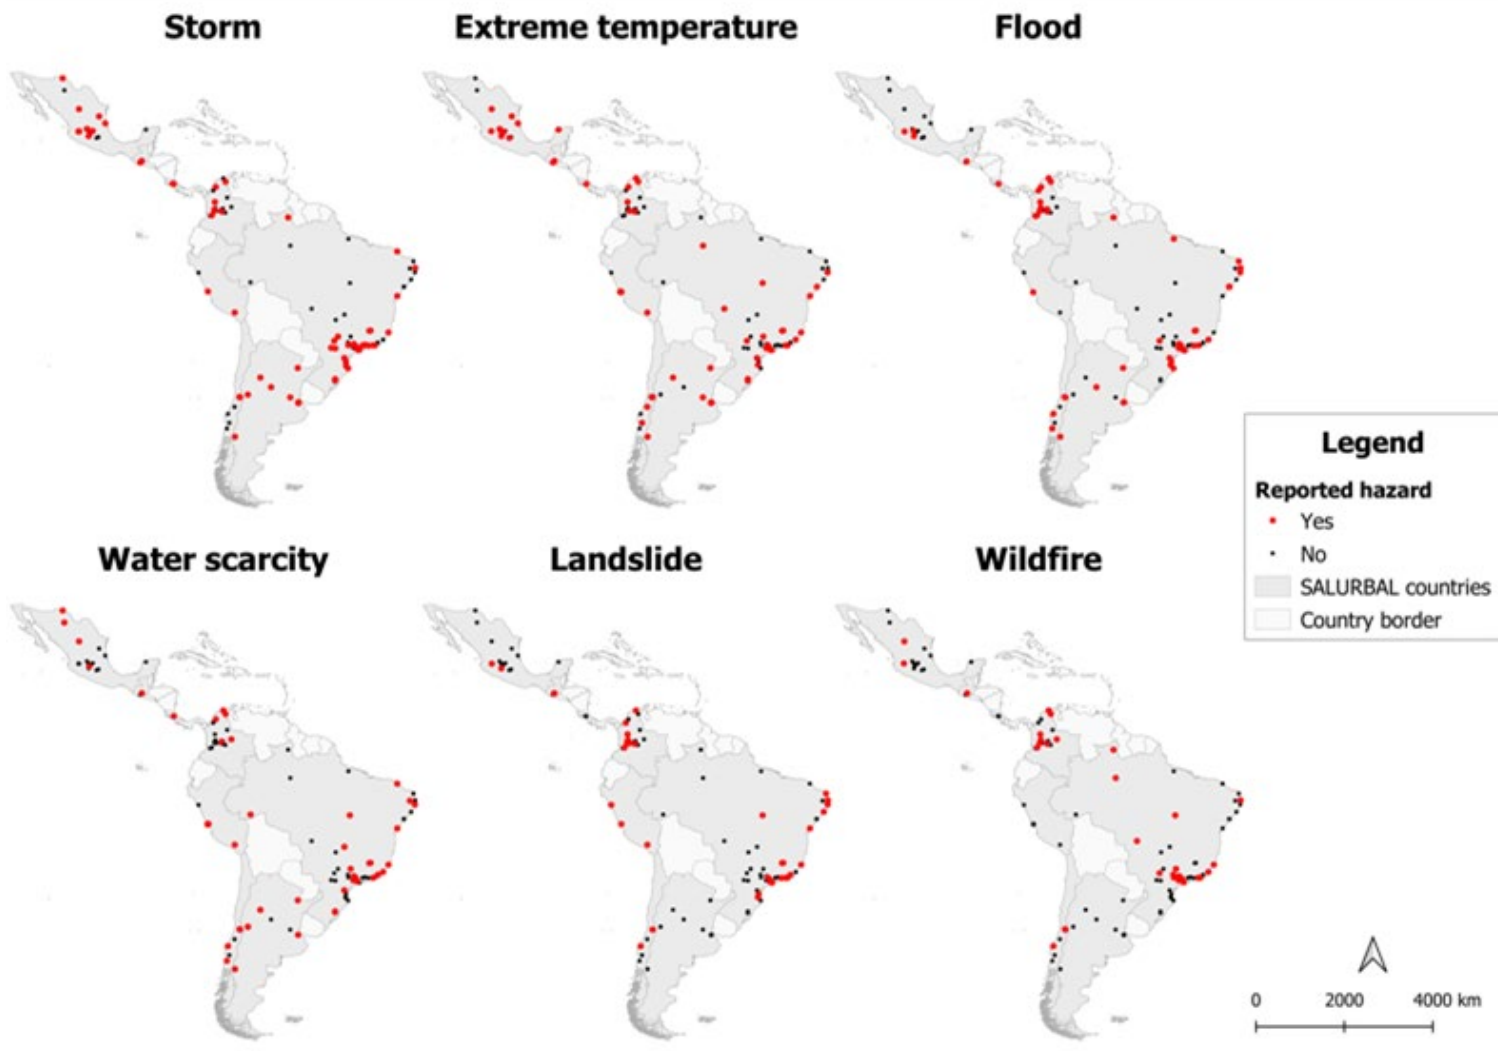 Storm
Extreme temperature
Flood
Water scarcity
Landslide
Wildfire
Legend
Reported hazard
Yes
No
SALURBAL countries
Country border
0 2000 4000 km